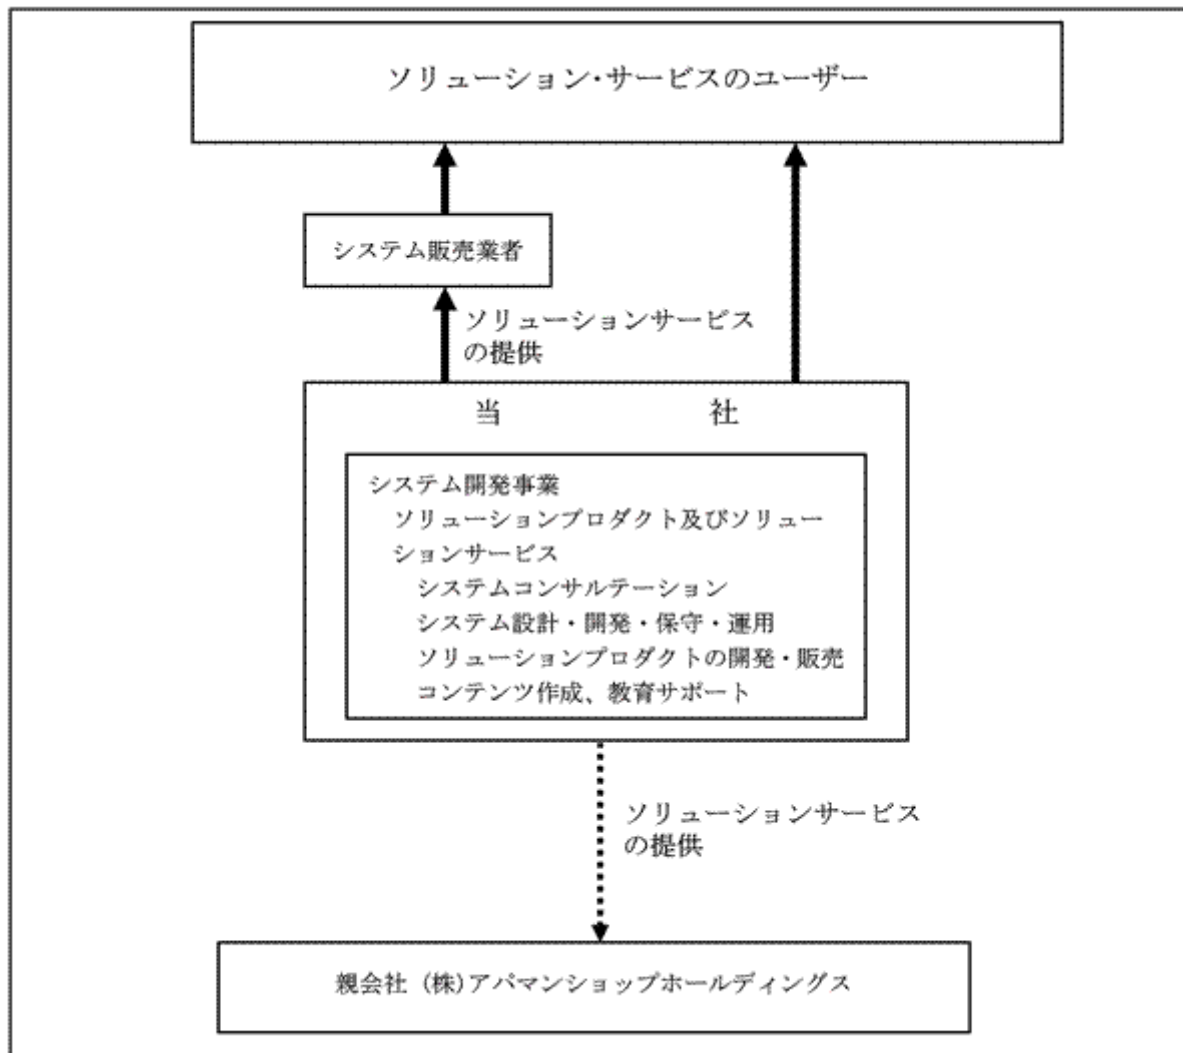 ソリューション・サービスのユーザー
システム販売業者
ソリューションサービス
の提供
当 社
システム開発事業
ソリューションプロダクト及びソリュー
ションサービス
システムコンサルテーション
システム設計・開発・保守・運用
ソリューションプロダクトの開発・販売
コンテンツ作成、教育サポート
ソリューションサービス
の提供
親会社 (株)アパマンショップホールディングス